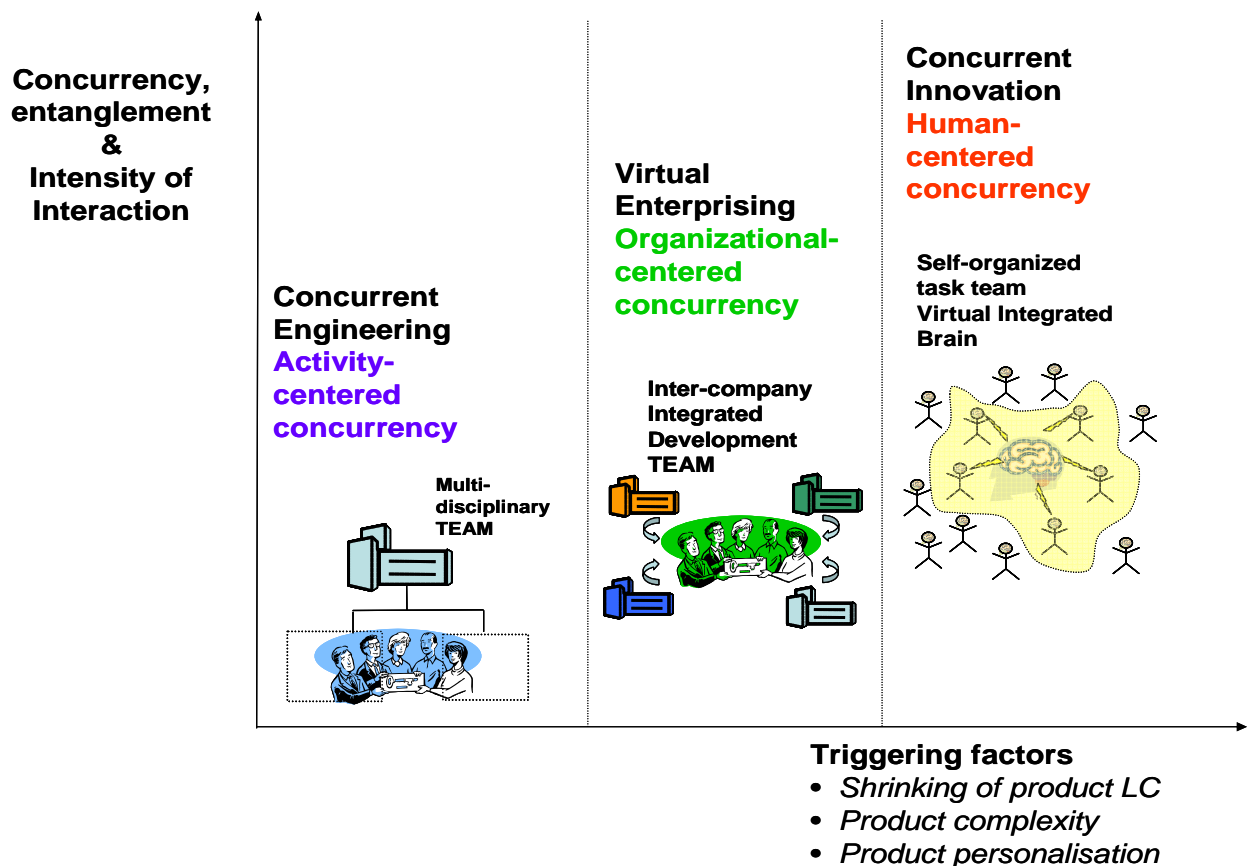 Concurrency,
entanglement
&
Intensity of
Interaction
Concurrent
Engineering
Activity-
centered
concurrency
Multi-
disciplinary
TEAM
Virtual
Enterprising
Organizational-
centered
concurrency
Inter-company
Integrated
Development
TEAM
Concurrent
Innovation
Human-
centered
concurrency
Self-organized
task team
Virtual Integrated
Brain
Triggering factors
• Shrinking of product LC
• Product complexity
• Product personalisation